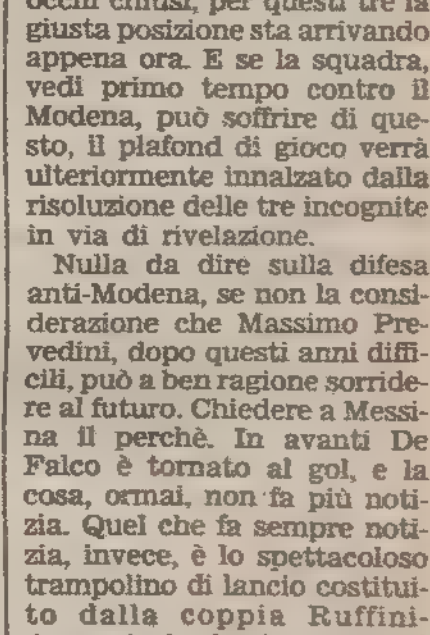 occhi chiusi, per questi tre la
giusta posizione sta arrivando
appena ora. E se la squadra,
vedi primo tempo contro il
Modena, può soffrire di que-
sto, il plafond di gioco verrà
ulteriormente innalzato dalla
risoluzione delle tre incognite
in via di rivelazione.
Nulla da dire sulla difesa
anti-Modena, se non la consi-
derazione che Massimo Pre-
vedini, dopo questi anni diffi-
cili, può a ben ragione sorride-
re al futuro. Chiedere a Messi-
na il perchè. In avanti De
Falco è tornato al gol, e la
cosa, ormai, non fa più noti-
zia. Quel che fa sempre noti-
zia, invece, è lo spettacoloso
trampolino di lancio costitui-
to dalla coppia Ruffini-